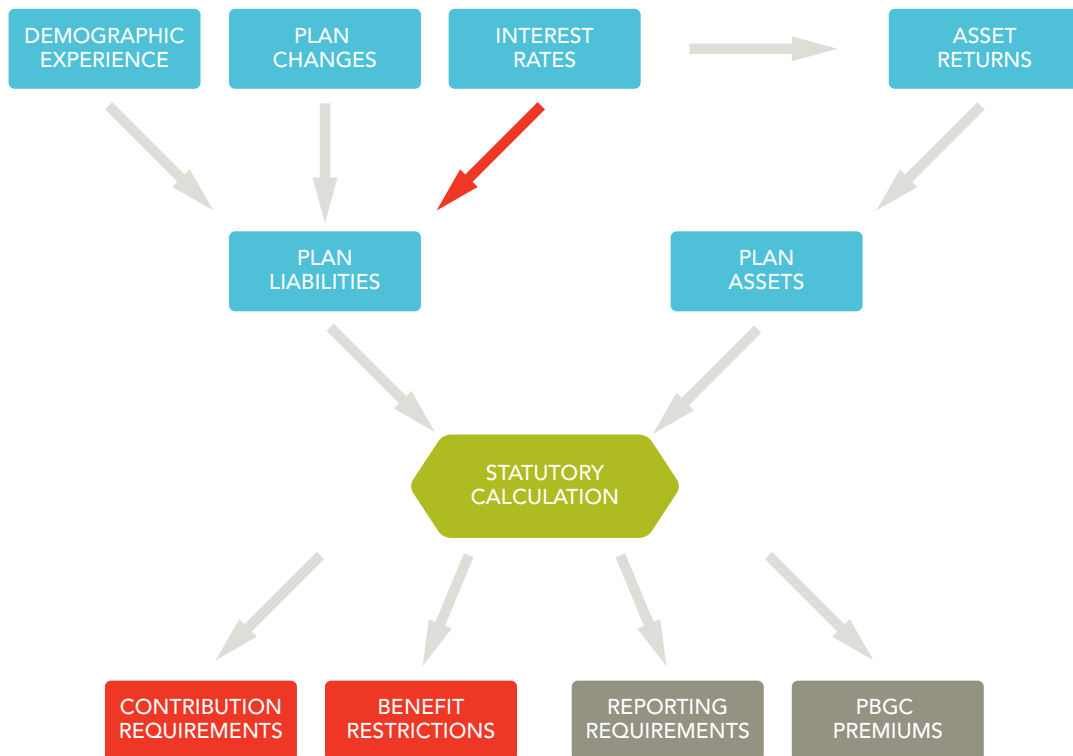 DEMOGRAPHIC
EXPERIENCE
PLAN
CHANGES
INTEREST
RATES
ASSET
RETURNS
PLAN
LIABILITIES
PLAN
ASSETS
STATUTORY
CALCULATION
CONTRIBUTION
REQUIREMENTS
BENEFIT
RESTRICTIONS
REPORTING
REQUIREMENTS
PBGC
PREMIUMS